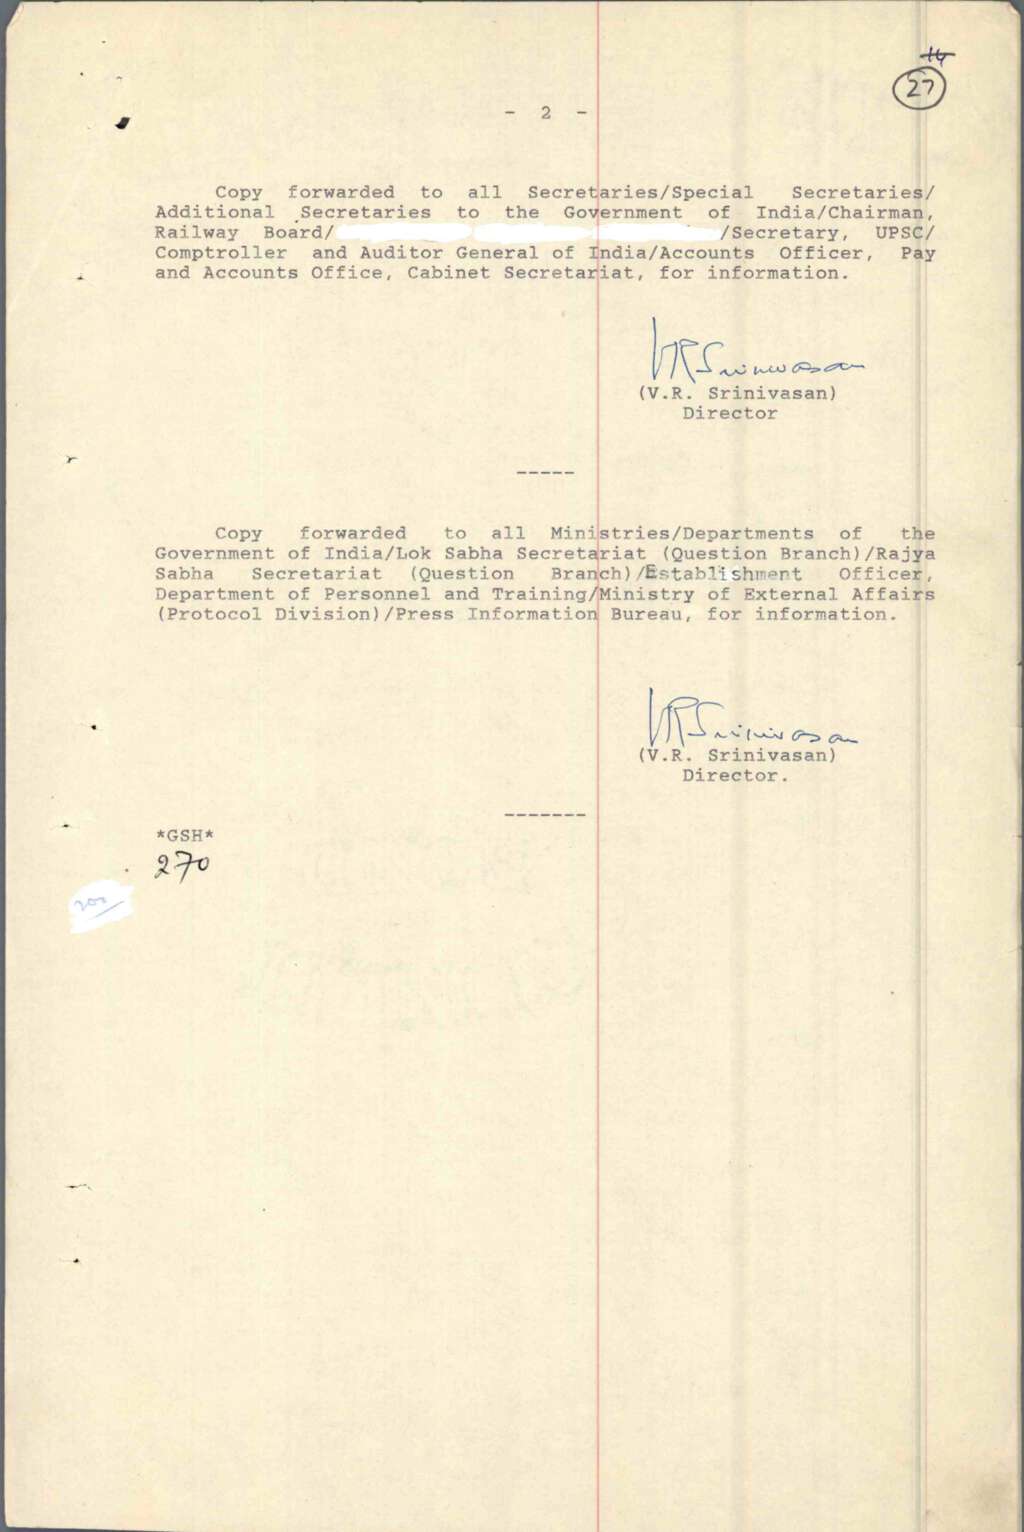 14
27
- 2 -
Copy forwarded to all Secretaries/Special Secretaries/
Additional Secretaries to the Government of India/Chairman,
Railway Board/ /Secretary, UPSC/
Comptroller and Auditor General of India/Accounts Officer, Pay
and Accounts Office, Cabinet Secretariat, for information.
VRSrinivasan
(V.R. Srinivasan)
Director
-----
Copy forwarded to all Ministries/Departments of the
Government of India/Lok Sabha Secretariat (Question Branch)/Rajya
Sabha Secretariat (Question Branch)/Establishment Officer,
Department of Personnel and Training/Ministry of External Affairs
(Protocol Division)/Press Information Bureau, for information.
VRSrinivasan
(V.R. Srinivasan)
Director.
-------
*GSH*
270